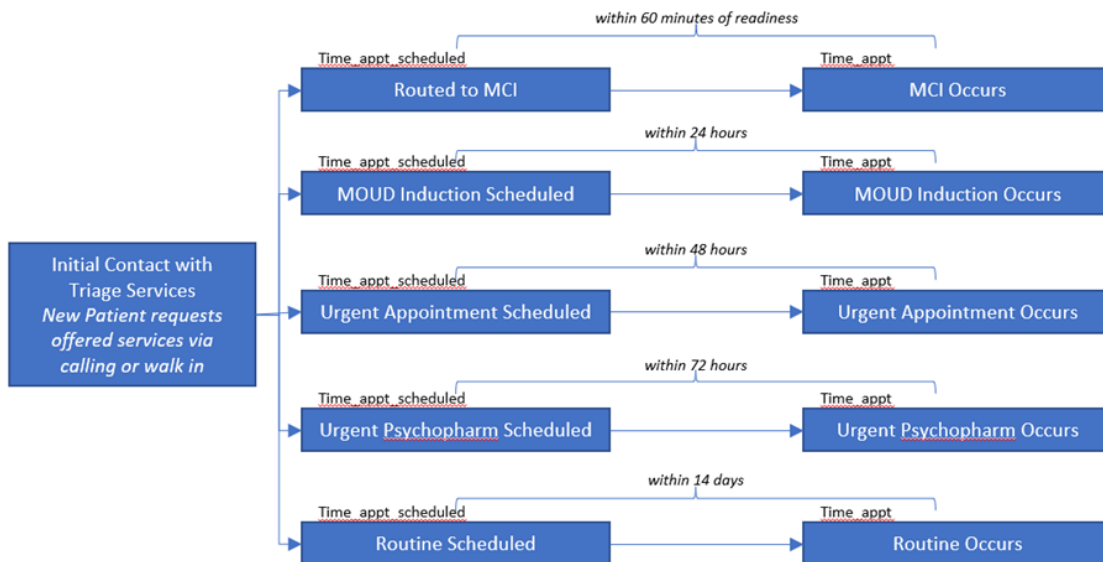 within 60 minutes of readiness
Time_appt_scheduled
Time_appt
Routed to MCI
MCI Occurs
within 24 hours
Time_appt_scheduled
Time_appt
MOUD Induction Scheduled
MOUD Induction Occurs
Initial Contact with
Triage Services
New Patient requests
offered services via
calling or walk in
within 48 hours
Time_appt_scheduled
Time_appt
Urgent Appointment Scheduled
Urgent Appointment Occurs
within 72 hours
Time_appt_scheduled
Time_appt
Urgent Psychopharm Scheduled
Urgent Psychopharm Occurs
within 14 days
Time_appt_scheduled
Time_appt
Routine Scheduled
Routine Occurs